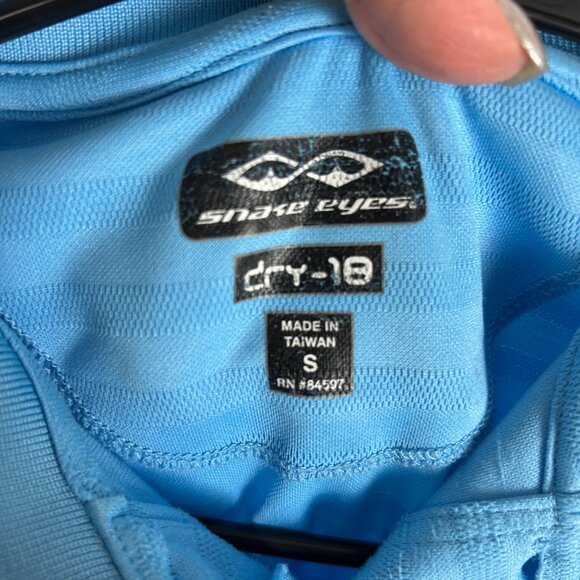 snake eyes
dry-18
MADE IN
TAIWAN
S
RN #84597